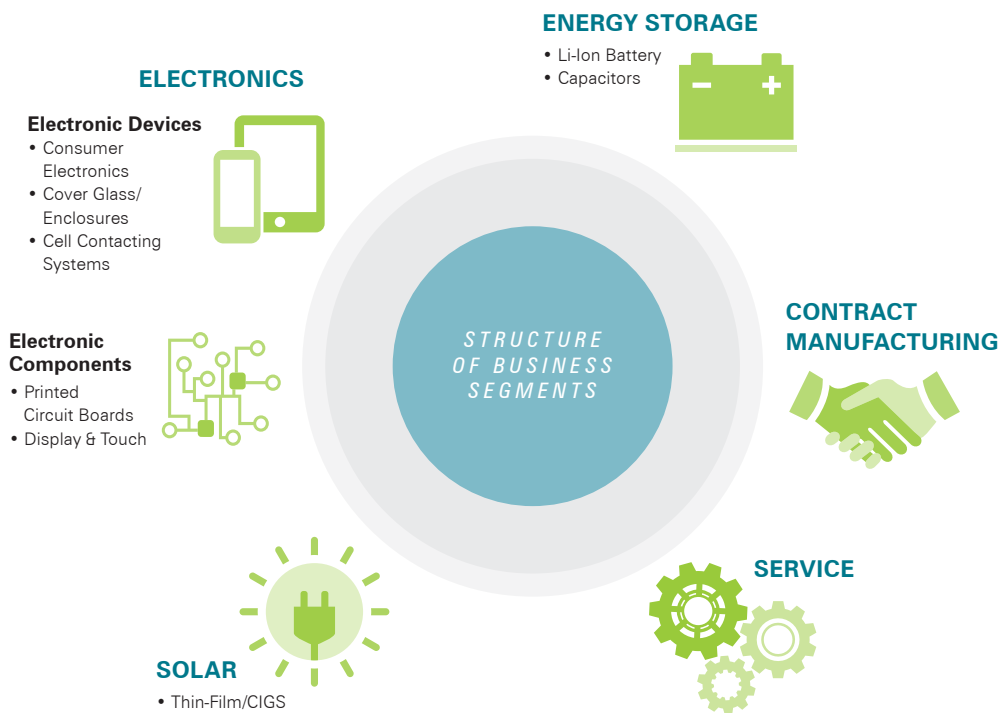 ENERGY STORAGE
• Li-Ion Battery
• Capacitors
ELECTRONICS
Electronic Devices
• Consumer
Electronics
• Cover Glass/
Enclosures
• Cell Contacting
Systems
Electronic
Components
• Printed
Circuit Boards
• Display & Touch
STRUCTURE
OF BUSINESS
SEGMENTS
CONTRACT
MANUFACTURING
SERVICE
SOLAR
• Thin-Film/CIGS